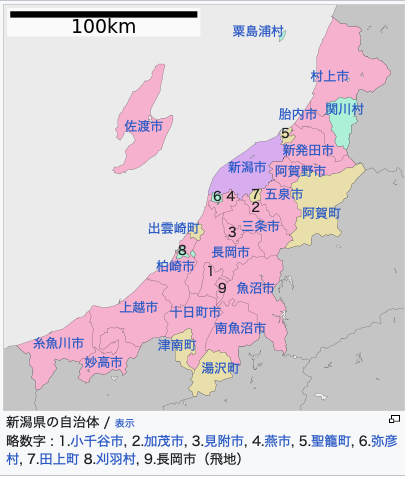 100km
粟島浦村
村上市
関川村
胎内市
5
佐渡市
新発田市
新潟市
阿賀野市
6 4 7 五泉市
2
阿賀町
出雲崎町
3 三条市
8
長岡市
柏崎市
1
9 魚沼市
上越市
十日町市
南魚沼市
糸魚川市
津南町
妙高市
湯沢町
新潟県の自治体 / 表示
略数字：1.小千谷市, 2.加茂市, 3.見附市, 4.燕市, 5.聖籠町, 6.弥彦
村, 7.田上町 8.刈羽村, 9.長岡市（飛地）